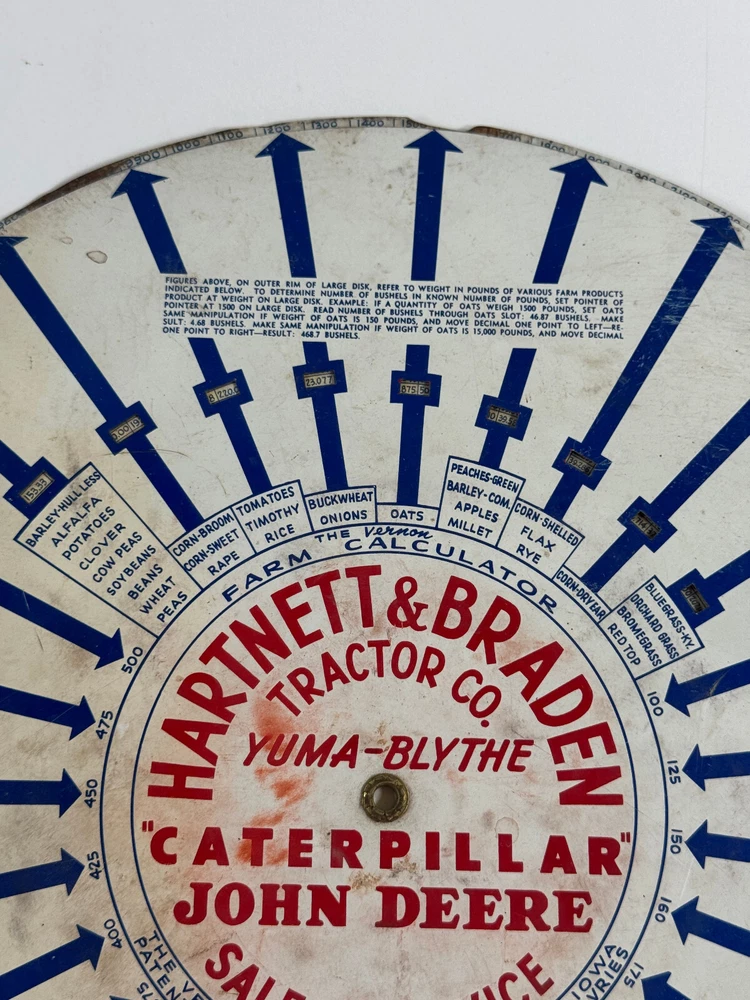 1100
1200
1300
1400
FIGURES ABOVE, ON OUTER RIM OF LARGE DISK, REFER TO WEIGHT IN POUNDS OF VARIOUS FARM PRODUCTS
INDICATED BELOW. TO DETERMINE NUMBER OF BUSHELS IN KNOWN NUMBER OF POUNDS, SET POINTER OF
PRODUCT AT WEIGHT ON LARGE DISK. EXAMPLE: IF A QUANTITY OF OATS WEIGH 1500 POUNDS, SET OATS
POINTER AT 1500 ON LARGE DISK. READ NUMBER OF BUSHELS THROUGH OATS SLOT: 46.87 BUSHELS. MAKE
SAME MANIPULATION IF WEIGHT OF OATS IS 150 POUNDS, AND MOVE DECIMAL ONE POINT TO LEFT—RE-
SULT: 4.68 BUSHELS. MAKE SAME MANIPULATION IF WEIGHT OF OATS IS 15,000 POUNDS, AND MOVE DECIMAL
ONE POINT TO RIGHT—RESULT: 468.7 BUSHELS.
23.077
BARLEY-HULL LESS
ALFALFA
POTATOES
CLOVER
COW PEAS
SOYBEANS
BEANS
WHEAT
PEAS
CORN-BROOM
CORN-SWEET
RAPE
TOMATOES
TIMOTHY
RICE
BUCKWHEAT
ONIONS
OATS
PEACHES-GREEN
BARLEY-COM.
APPLES
MILLET
CORN-SHELLED
FLAX
RYE
CORN-DRY EAR
BLUEGRASS-KY.
ORCHARD GRASS
BROMEGRASS
REDTOP
THE Vernon
FARM CALCULATOR
HARTNETT & BRADEN
TRACTOR CO.
YUMA-BLYTHE
"CATERPILLAR"
JOHN DEERE
500
475
450
425
400
100
125
150
160
175